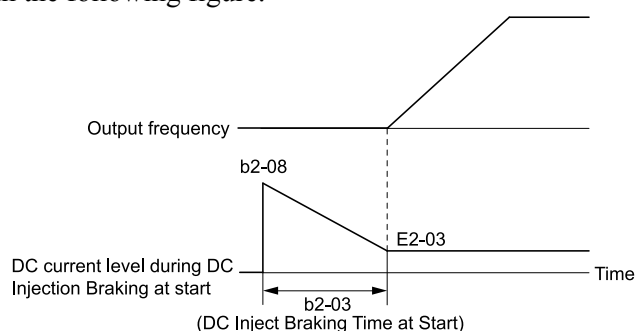 in the following figure.
Output frequency
b2-08
E2-03
DC current level during DC
Injection Braking at start
Time
b2-03
(DC Inject Braking Time at Start)